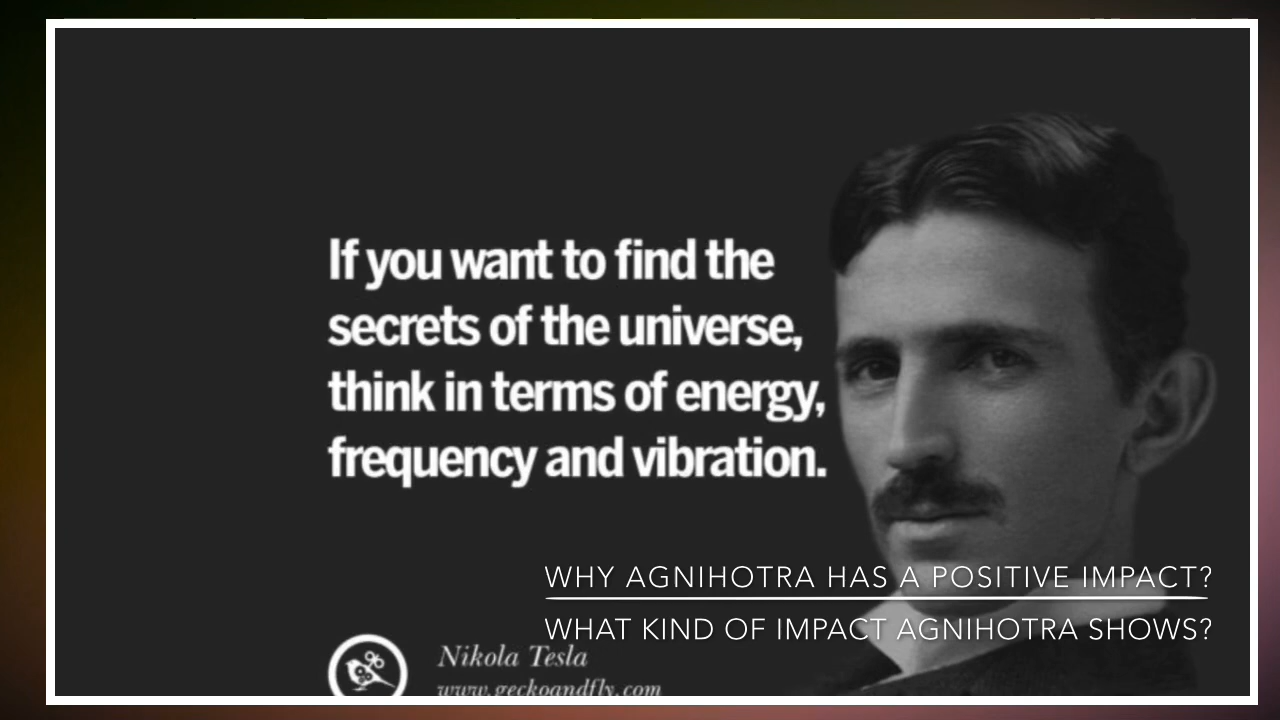 If you want to find the
secrets of the universe,
think in terms of energy,
frequency and vibration.
WHY AGNIHOTRA HAS A POSITIVE IMPACT?
WHAT KIND OF IMPACT AGNIHOTRA SHOWS?
Nikola Tesla
www.geckoandfly.com